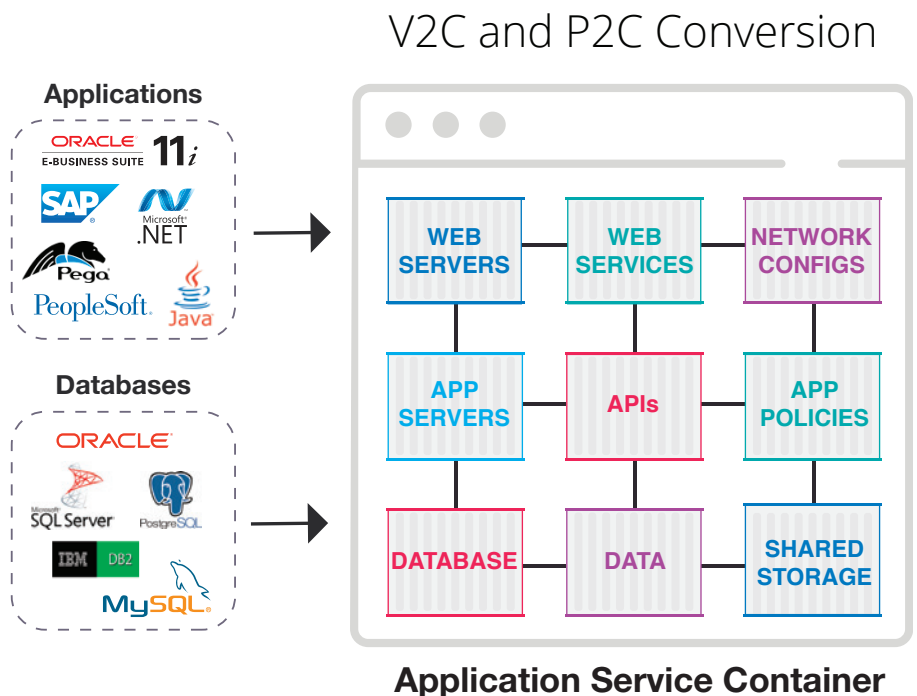 V2C and P2C Conversion
Applications
ORACLE
E-BUSINESS SUITE 11i
SAP®
Microsoft®
.NET
Pega®
PeopleSoft®
Java
Databases
ORACLE®
Microsoft®
SQL Server®
PostgreSQL
IBM DB2
MySQL®
WEB
SERVERS
WEB
SERVICES
NETWORK
CONFIGS
APP
SERVERS
APIs
APP
POLICIES
DATABASE
DATA
SHARED
STORAGE
Application Service Container